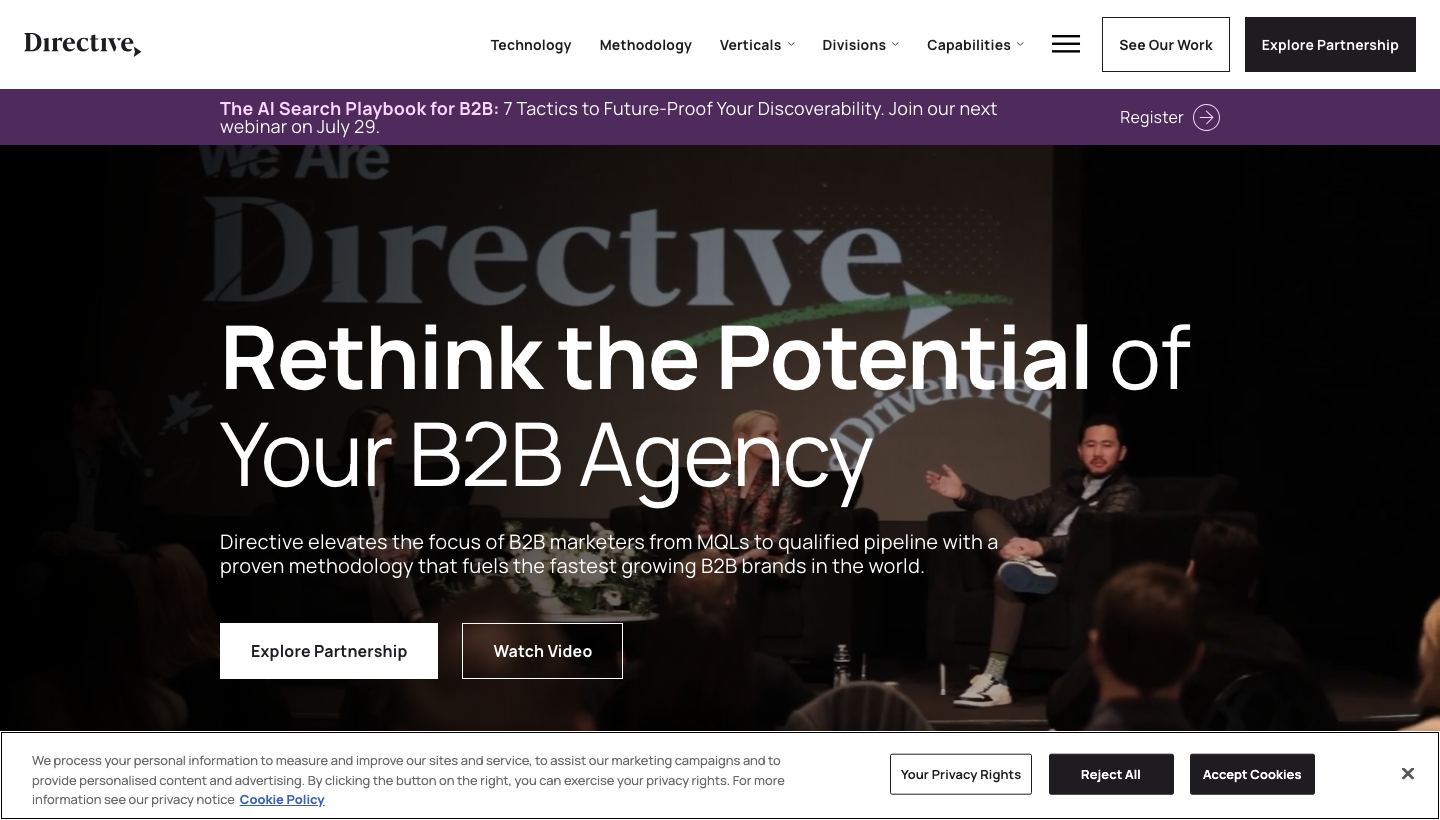 Directive
Technology
Methodology
Verticals
Divisions
Capabilities
See Our Work
Explore Partnership
The AI Search Playbook for B2B: 7 Tactics to Future-Proof Your Discoverability. Join our next
webinar on July 29.
Register
We Are
Directive
Driven Per
Rethink the Potential of
Your B2B Agency
Directive elevates the focus of B2B marketers from MQLs to qualified pipeline with a
proven methodology that fuels the fastest growing B2B brands in the world.
Explore Partnership
Watch Video
We process your personal information to measure and improve our sites and service, to assist our marketing campaigns and to
provide personalised content and advertising. By clicking the button on the right, you can exercise your privacy rights. For more
information see our privacy notice Cookie Policy
Your Privacy Rights
Reject All
Accept Cookies